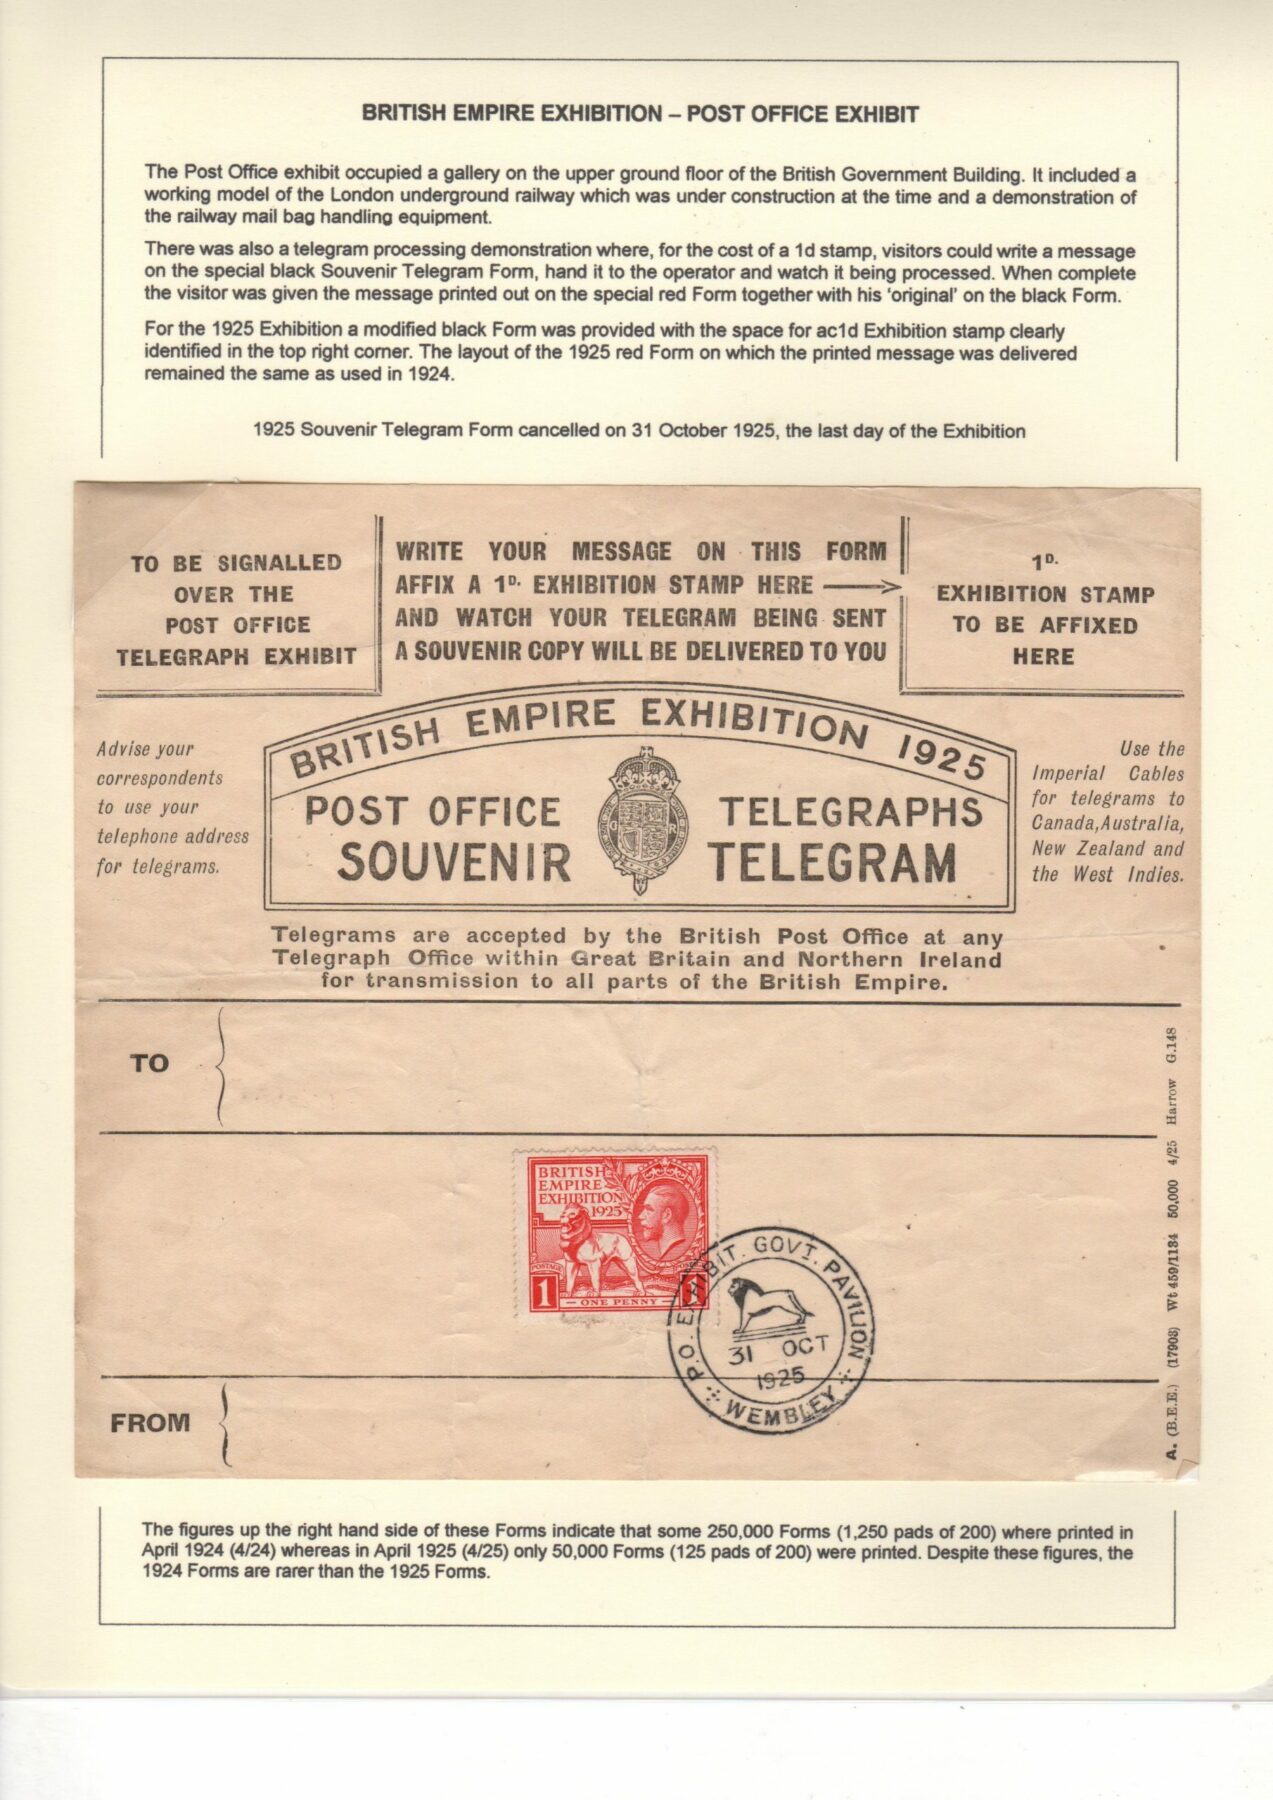 BRITISH EMPIRE EXHIBITION – POST OFFICE EXHIBIT
The Post Office exhibit occupied a gallery on the upper ground floor of the British Government Building. It included a
working model of the London underground railway which was under construction at the time and a demonstration of
the railway mail bag handling equipment.
There was also a telegram processing demonstration where, for the cost of a 1d stamp, visitors could write a message
on the special black Souvenir Telegram Form, hand it to the operator and watch it being processed. When complete
the visitor was given the message printed out on the special red Form together with his ‘original’ on the black Form.
For the 1925 Exhibition a modified black Form was provided with the space for ac1d Exhibition stamp clearly
identified in the top right corner. The layout of the 1925 red Form on which the printed message was delivered
remained the same as used in 1924.
1925 Souvenir Telegram Form cancelled on 31 October 1925, the last day of the Exhibition
TO BE SIGNALLED
OVER THE
POST OFFICE
TELEGRAPH EXHIBIT
WRITE YOUR MESSAGE ON THIS FORM
AFFIX A 1D. EXHIBITION STAMP HERE
AND WATCH YOUR TELEGRAM BEING SENT
A SOUVENIR COPY WILL BE DELIVERED TO YOU
1D.
EXHIBITION STAMP
TO BE AFFIXED
HERE
Advise your
correspondents
to use your
telephone address
for telegrams.
BRITISH EMPIRE EXHIBITION 1925
POST OFFICE TELEGRAPHS
SOUVENIR TELEGRAM
Use the
Imperial Cables
for telegrams to
Canada, Australia,
New Zealand and
the West Indies.
Telegrams are accepted by the British Post Office at any
Telegraph Office within Great Britain and Northern Ireland
for transmission to all parts of the British Empire.
TO
BRITISH
EMPIRE
EXHIBITION
1925
POSTAGE
1 ONE PENNY 1
P.O. EXHIBIT. GOVT. PAVILION
31 OCT
1925
WEMBLEY
FROM
A. (B.E.E.) (17903) Wt 459/1134 50,000 4/25 Harrow G.148
The figures up the right hand side of these Forms indicate that some 250,000 Forms (1,250 pads of 200) where printed in
April 1924 (4/24) whereas in April 1925 (4/25) only 50,000 Forms (125 pads of 200) were printed. Despite these figures, the
1924 Forms are rarer than the 1925 Forms.